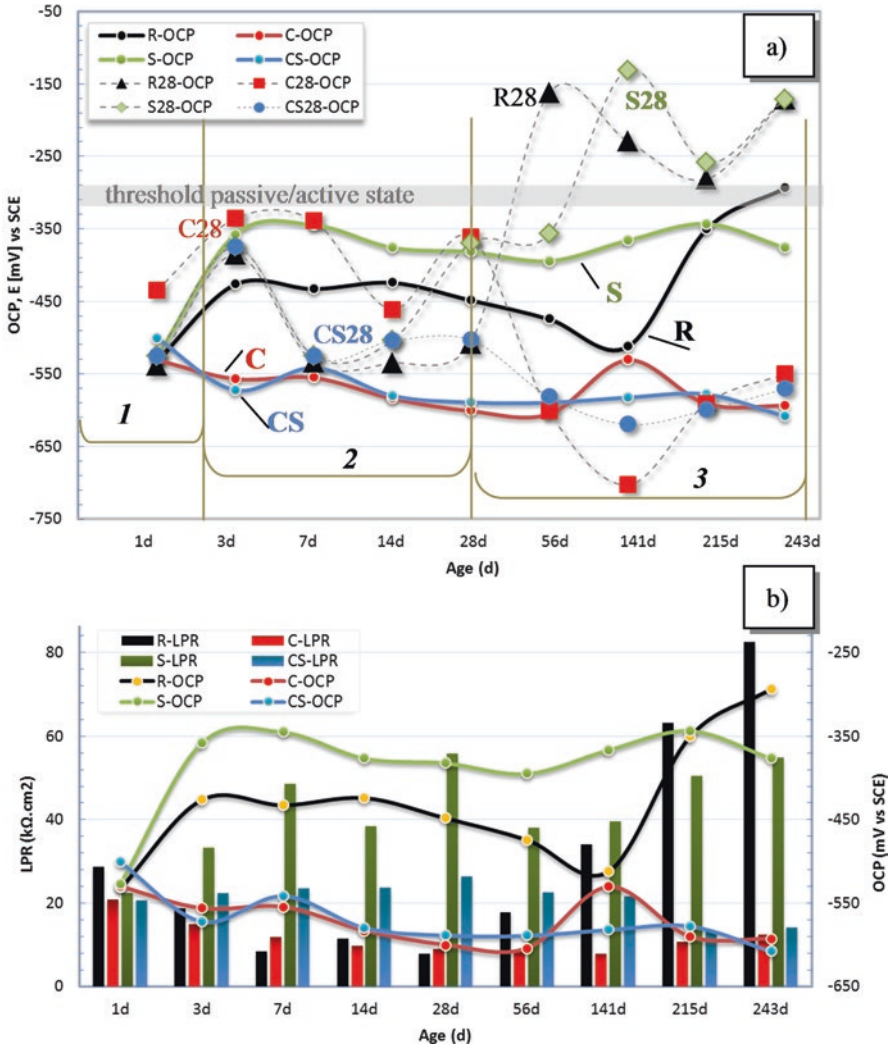 a)
-50
-150
-250
-350
-450
-550
-650
-750
OCP, E [mV] vs SCE
R-OCP C-OCP
S-OCP CS-OCP
R28-OCP C28-OCP
S28-OCP CS28-OCP
R28
S28
threshold passive/active state
C28
S
CS28
R
C
CS
1
2
3
1d 3d 7d 14d 28d 56d 141d 215d 243d
Age (d)
b)
R-LPR C-LPR
S-LPR CS-LPR
R-OCP C-OCP
S-OCP CS-OCP
80
60
40
20
0
LPR (kΩ.cm2)
-250
-350
-450
-550
-650
OCP (mV vs SCE)
1d 3d 7d 14d 28d 56d 141d 215d 243d
Age (d)